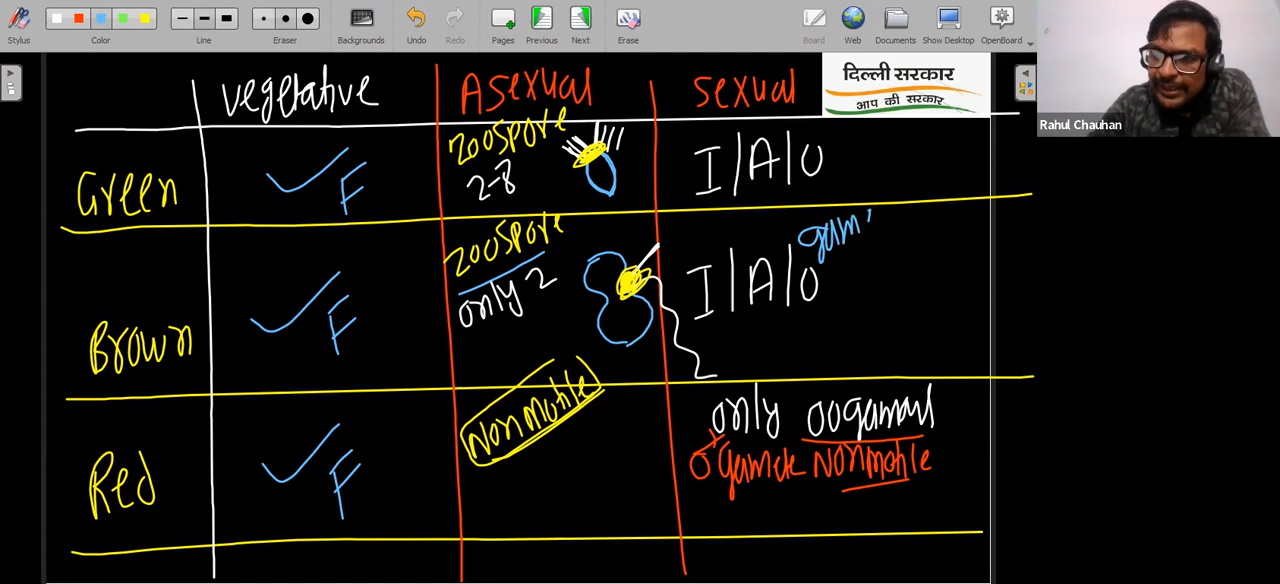 Stylus
Color
Line
Eraser
Backgrounds
Undo
Redo
Pages
Previous
Next
Erase
Board
Web
Documents
Show Desktop
OpenBoard
Rahul Chauhan
दिल्ली सरकार
आप की सरकार
vegetative Asexual sexual
Green F zoospore
2-8
I/A/O
Brown F zoospore
only 2
I/A/O
gam
Red F Nonmotile
only oogamous
♂ gamete Nonmotile